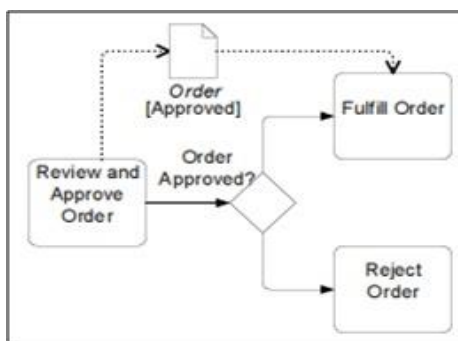 Order
[Approved]
Fulfill Order
Order
Approved?
Review and
Approve
Order
Reject
Order